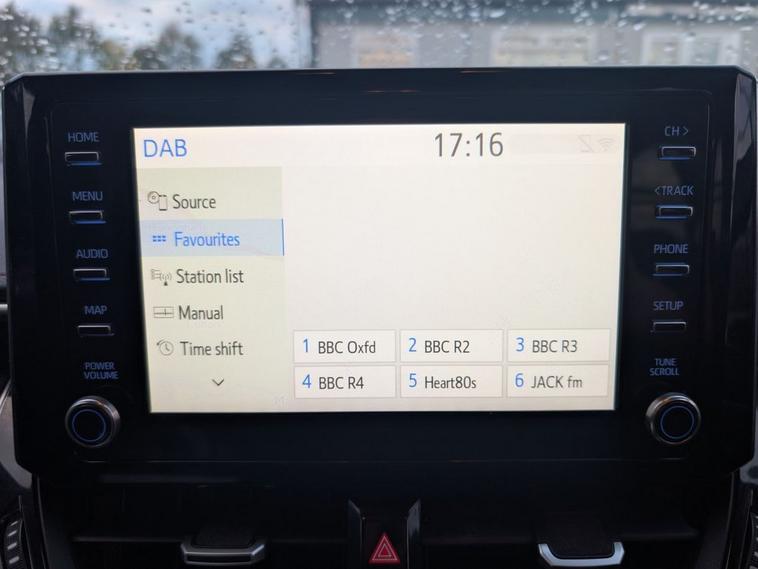 HOME
MENU
AUDIO
MAP
POWER
VOLUME
DAB 17:16
Source
Favourites
Station list
Manual
Time shift
1 BBC Oxfd 2 BBC R2 3 BBC R3
4 BBC R4 5 Heart80s 6 JACK fm
CH >
< TRACK
PHONE
SETUP
TUNE
SCROLL